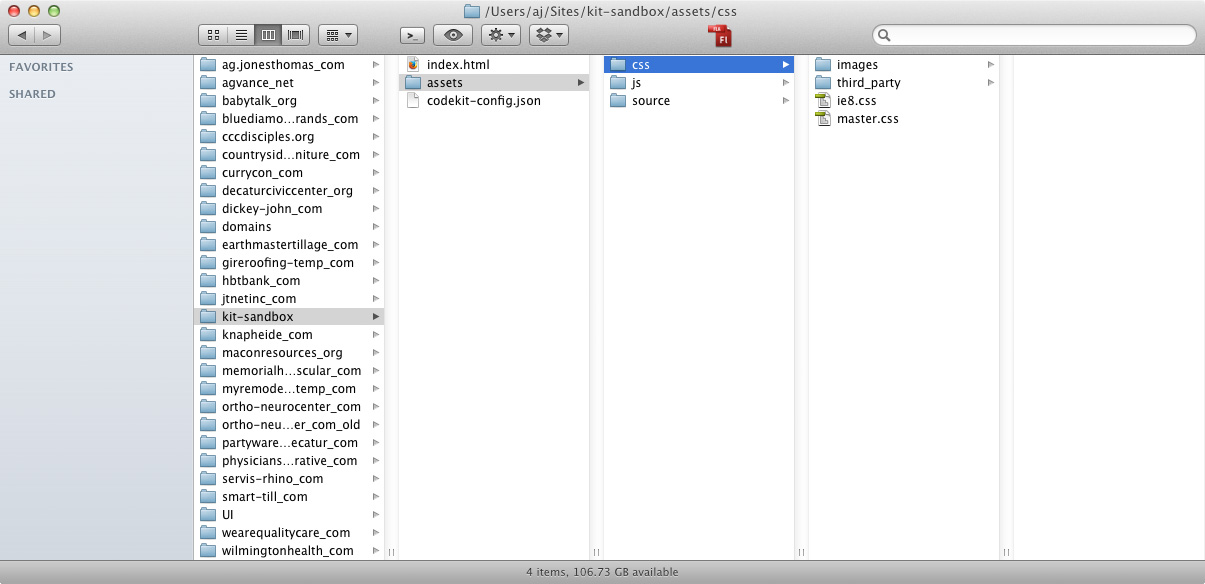 /Users/aj/Sites/kit-sandbox/assets/css
FAVORITES
SHARED
ag.jonesthomas_com
agvance_net
babytalk_org
bluediamo...rands_com
cccdisciples.org
countrysid...niture_com
currycon_com
decaturciviccenter_org
dickey-john_com
domains
earthmastertillage_com
gireroofing-temp_com
hbtbank_com
jtnetinc_com
kit-sandbox
knapheide_com
maconresources_org
memorialh...scular_com
myremode...temp_com
ortho-neurocenter_com
ortho-neu...er_com_old
partyware...ecatur_com
physicians...rative_com
servis-rhino_com
smart-till_com
UI
wearequalitycare_com
wilmingtonhealth_com
index.html
assets
codekit-config.json
css
js
source
images
third_party
ie8.css
master.css
4 items, 106.73 GB available